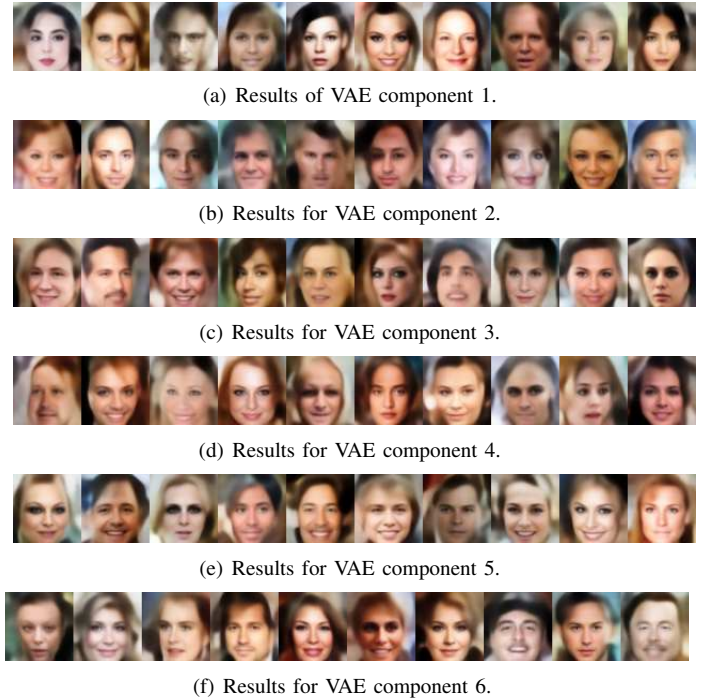 (a) Results of VAE component 1.
(b) Results for VAE component 2.
(c) Results for VAE component 3.
(d) Results for VAE component 4.
(e) Results for VAE component 5.
(f) Results for VAE component 6.